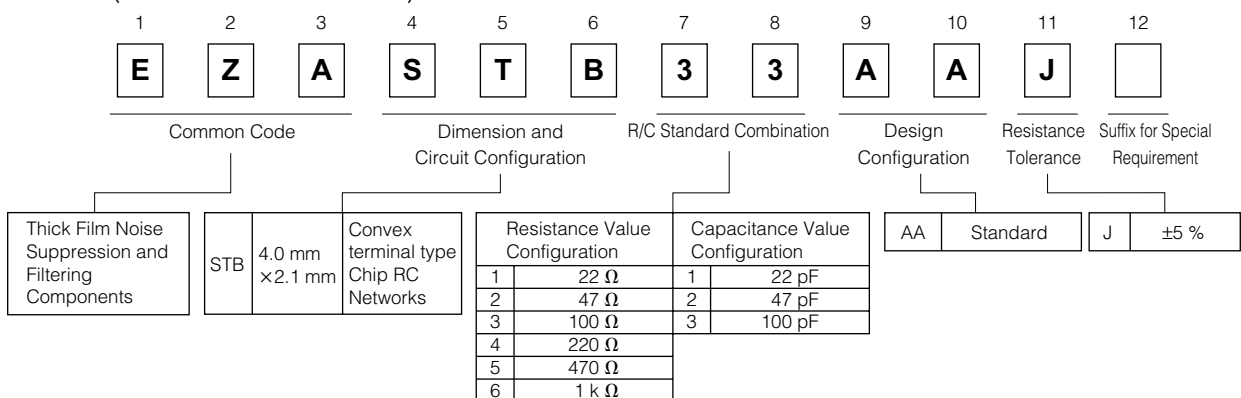 1 2 3 4 5 6 7 8 9 10 11 12
E Z A S T B 3 3 A A J
Common Code
Dimension and
Circuit Configuration
R/C Standard Combination
Design
Configuration
Resistance
Tolerance
Suffix for Special
Requirement
Thick Film Noise
Suppression and
Filtering
Components
STB
4.0 mm
×2.1 mm
Convex
terminal type
Chip RC
Networks
Resistance Value
Configuration
1 22 Ω
2 47 Ω
3 100 Ω
4 220 Ω
5 470 Ω
6 1 k Ω
Capacitance Value
Configuration
1 22 pF
2 47 pF
3 100 pF
AA Standard
J ±5 %